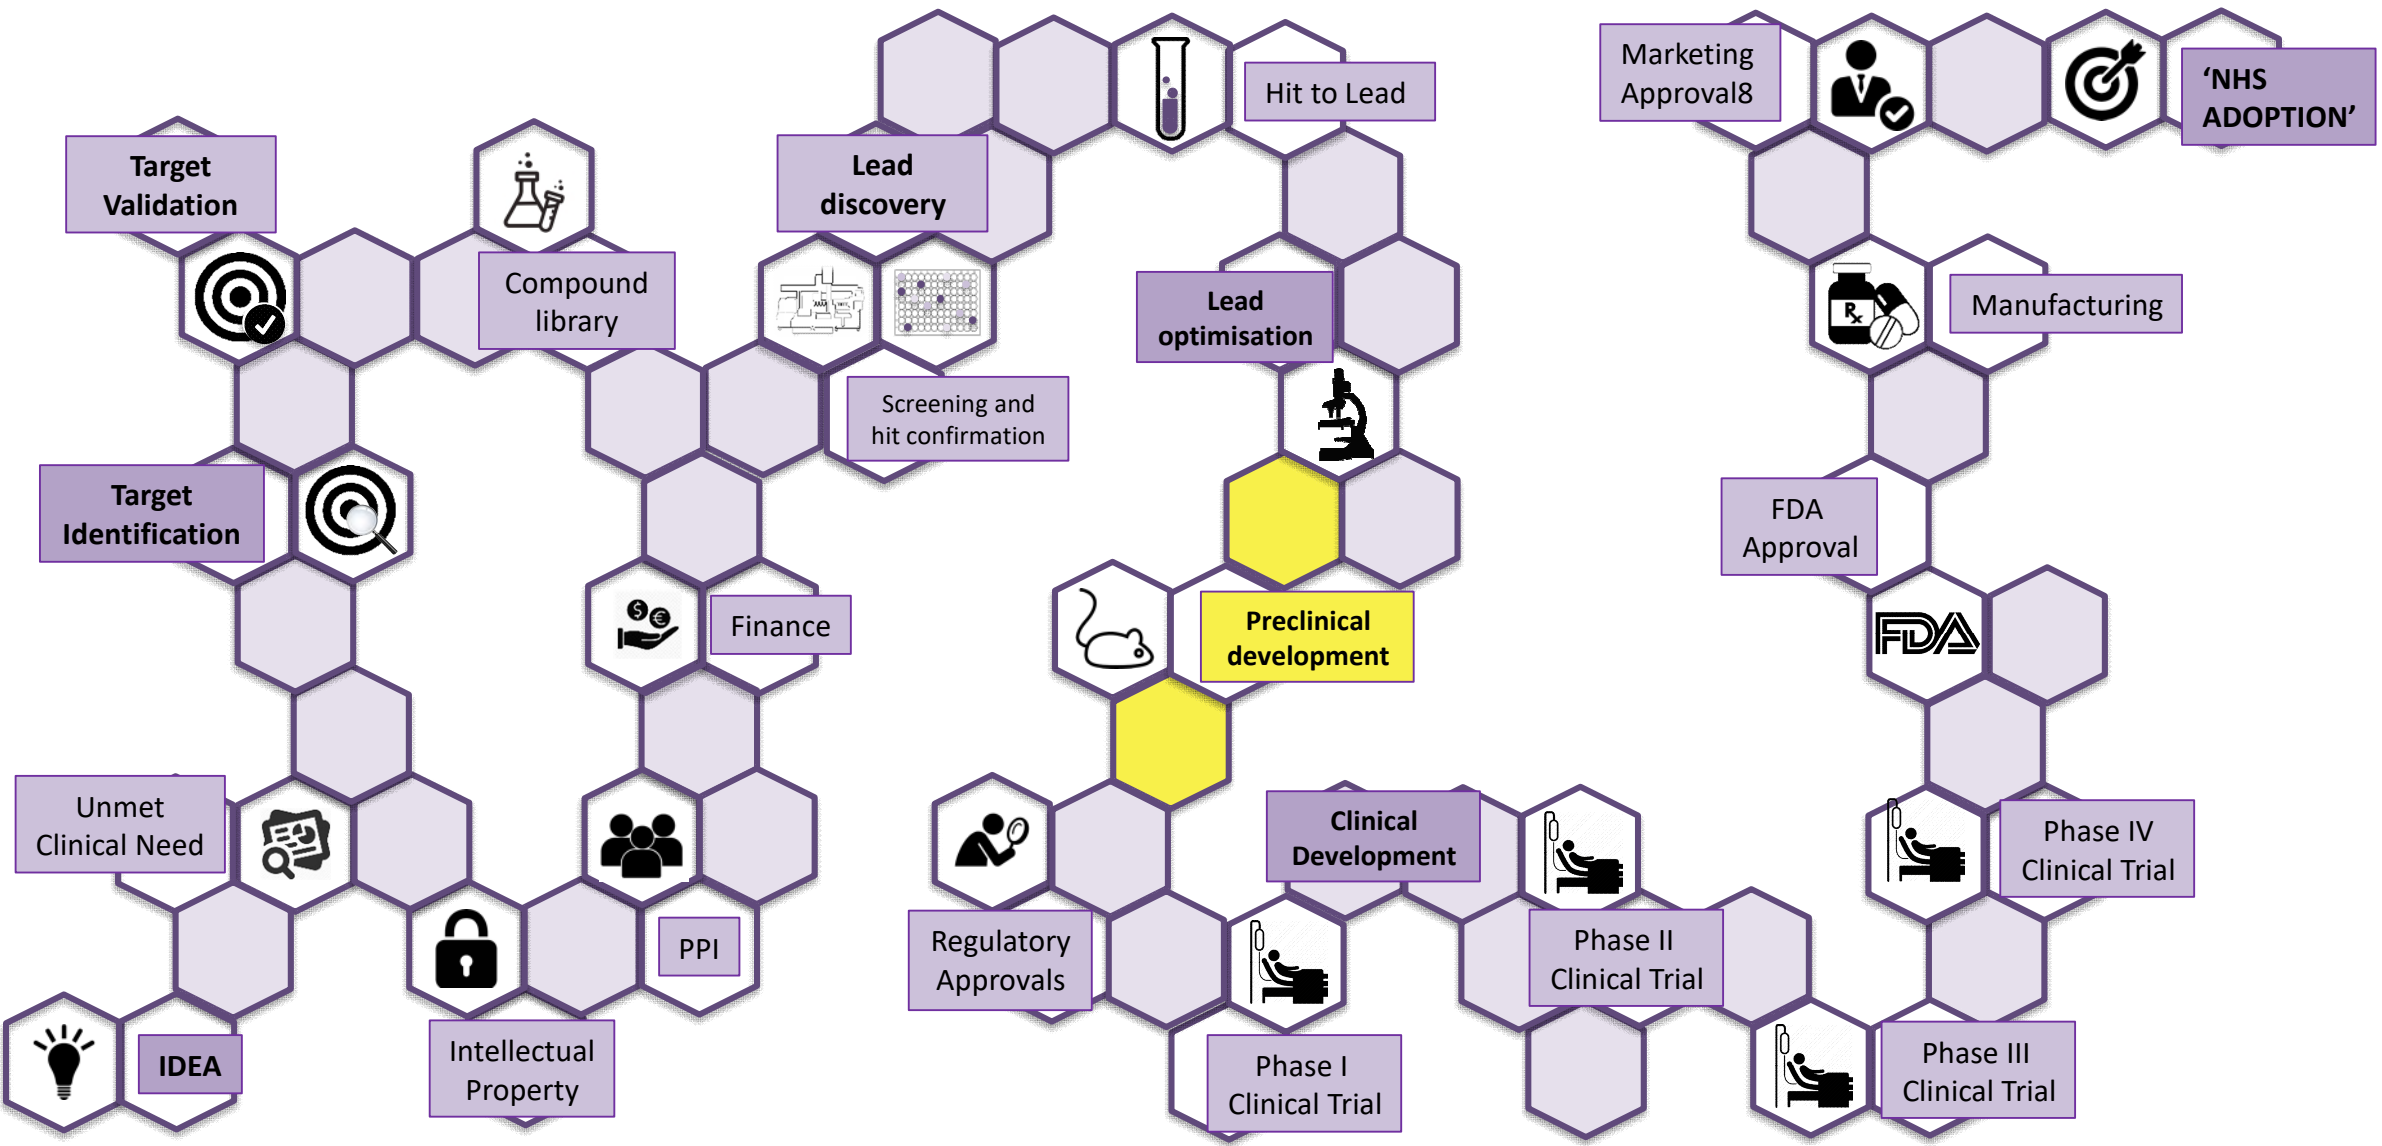 Marketing
Approval8
‘NHS
ADOPTION’
Hit to Lead
Target
Validation
Lead
discovery
Compound
library
Lead
optimisation
Rx
Manufacturing
Screening and
hit confirmation
Target
Identification
FDA
Approval
$ €
Finance
Preclinical
development
FDA
Unmet
Clinical Need
Clinical
Development
Phase IV
Clinical Trial
PPI
Regulatory
Approvals
Phase II
Clinical Trial
IDEA
Intellectual
Property
Phase I
Clinical Trial
Phase III
Clinical Trial